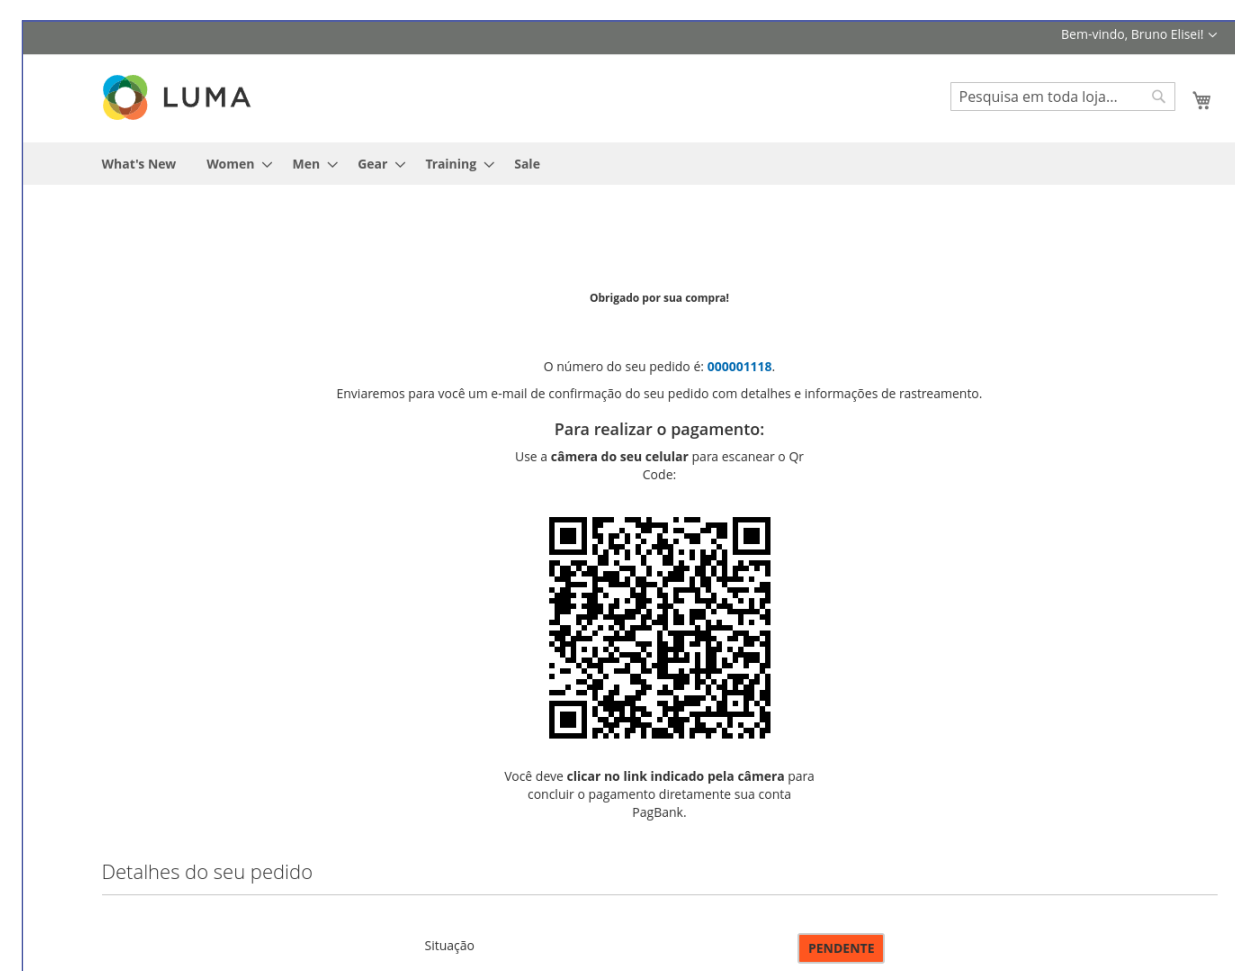 Bem-vindo, Bruno Elisei!
LUMA
Pesquisa em toda loja...
What's New Women Men Gear Training Sale
Obrigado por sua compra!
O número do seu pedido é: 000001118.
Enviaremos para você um e-mail de confirmação do seu pedido com detalhes e informações de rastreamento.
Para realizar o pagamento:
Use a câmera do seu celular para escanear o Qr
Code:
Você deve clicar no link indicado pela câmera para
concluir o pagamento diretamente sua conta
PagBank.
Detalhes do seu pedido
Situação PENDENTE